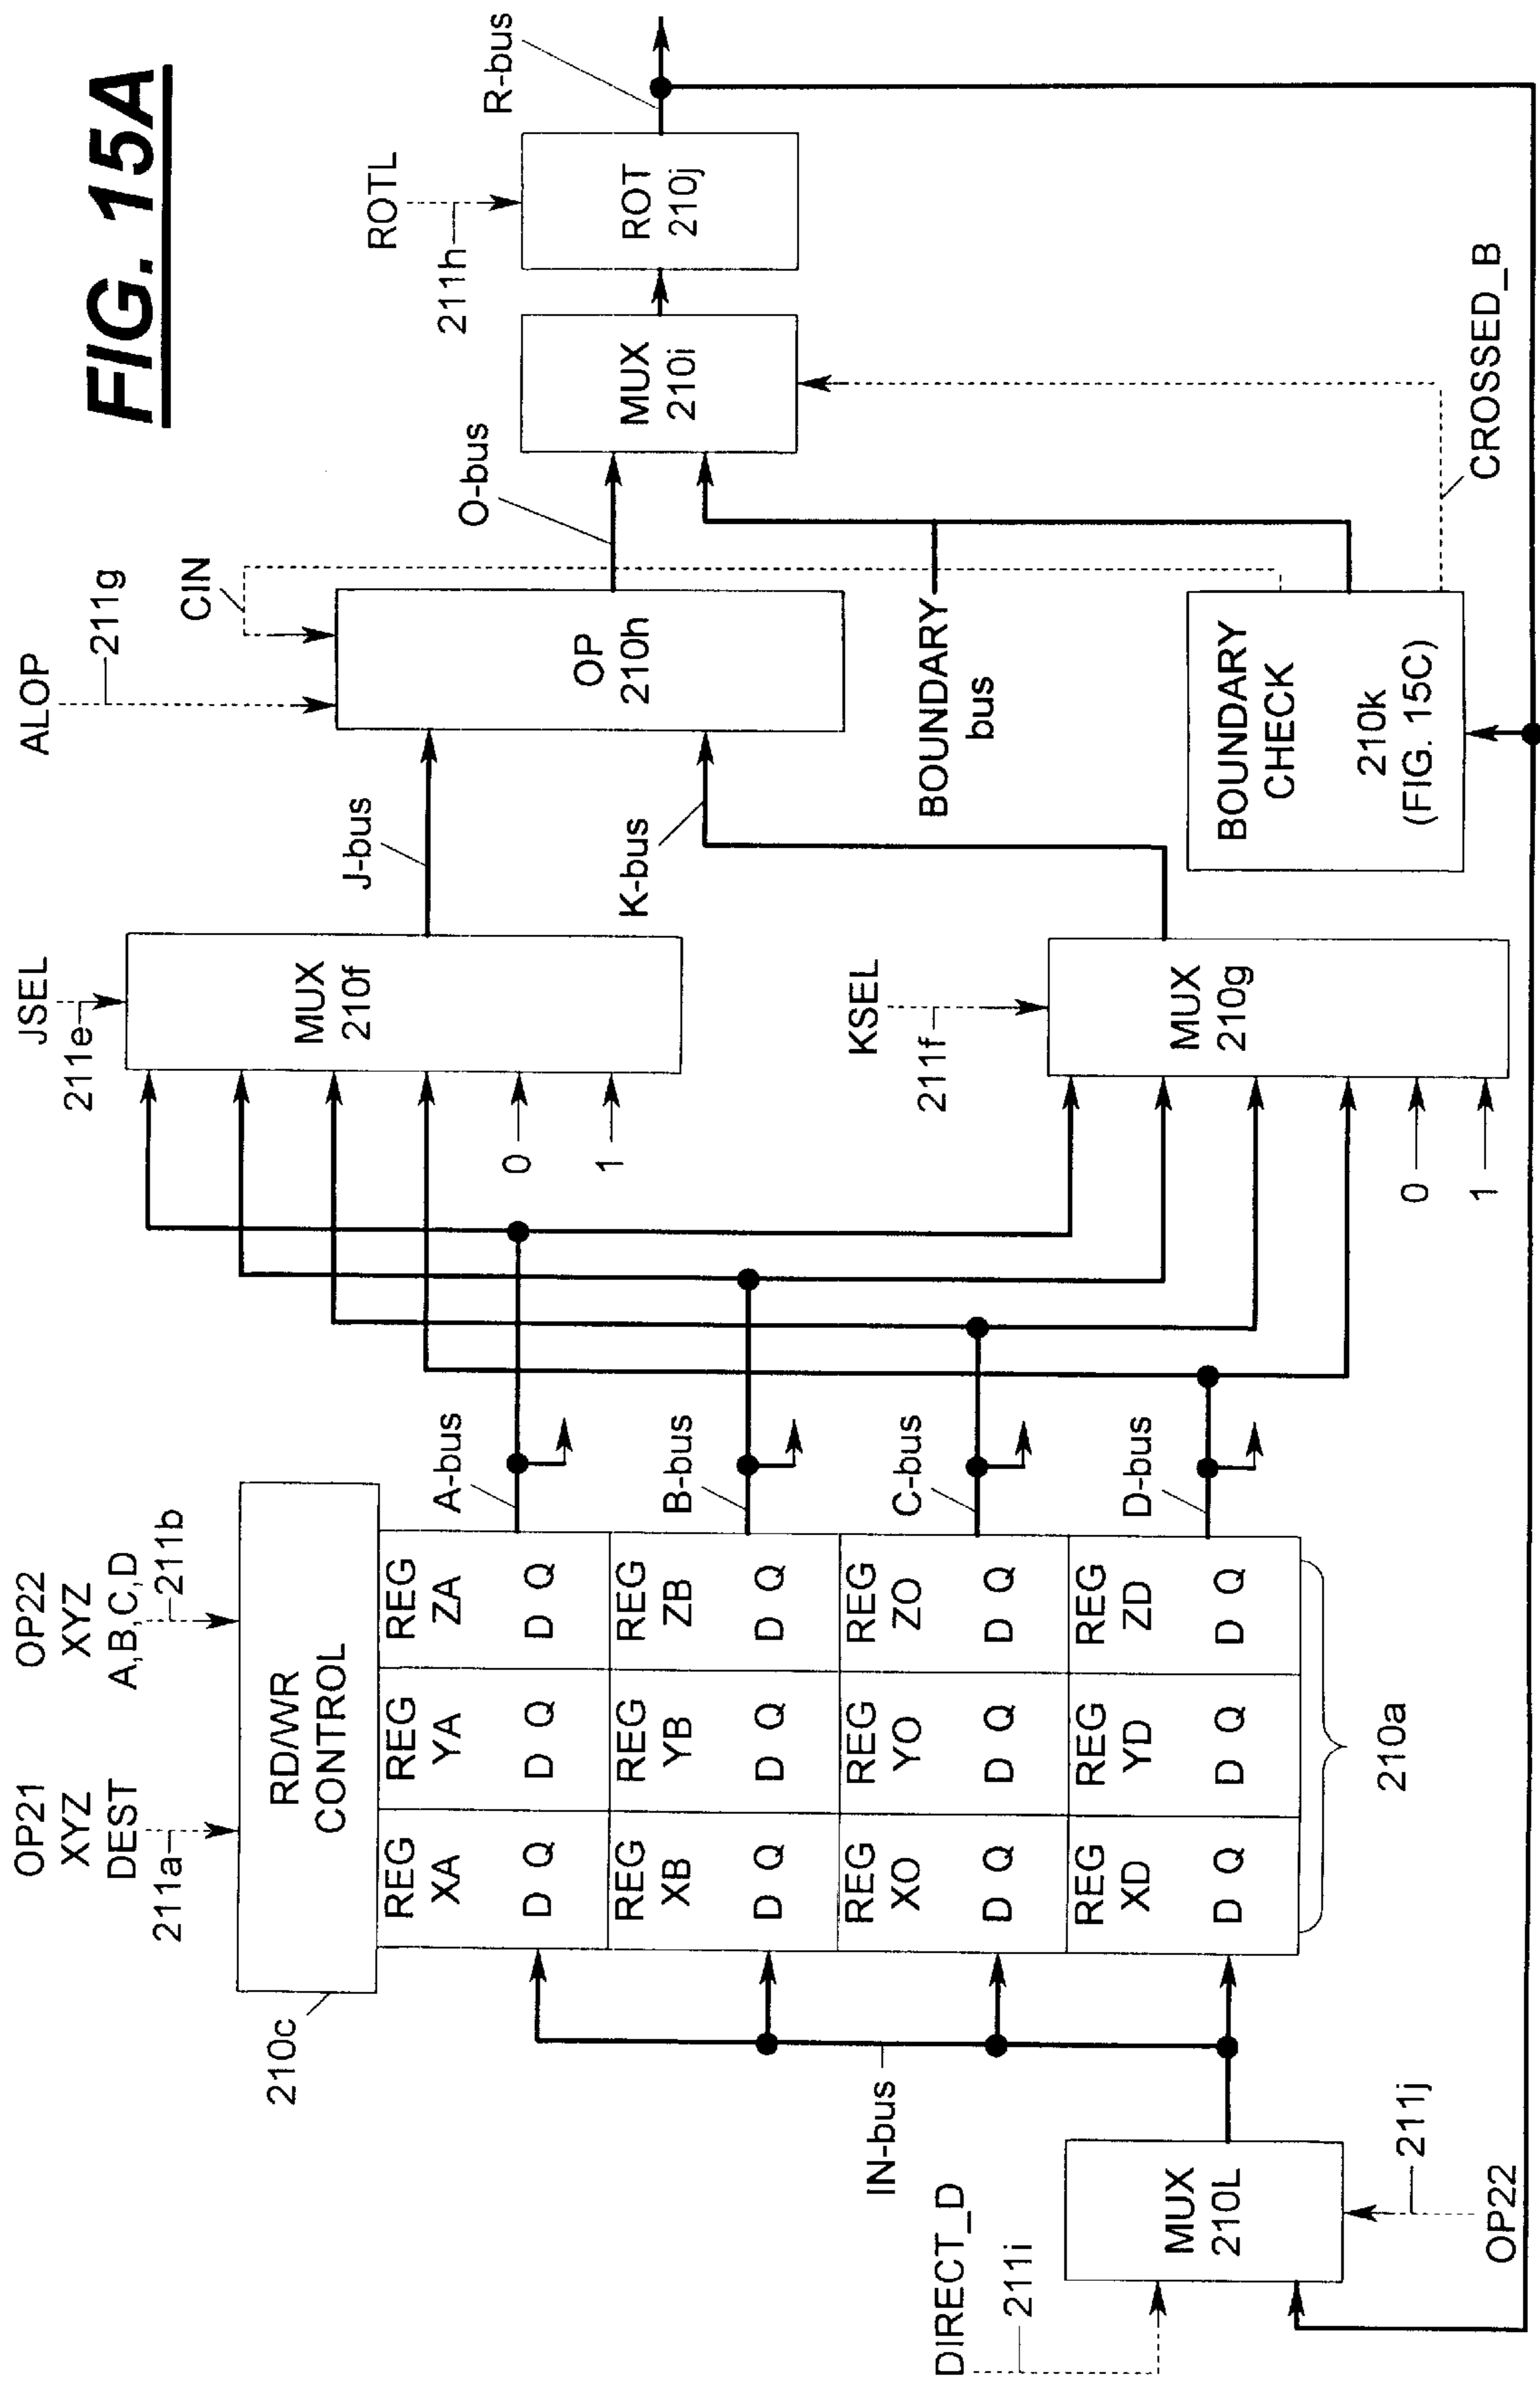 FIG. 15A
OP21
XYZ
DEST
211a
OP22
XYZ
A,B,C,D
211b
210c
RD/WR
CONTROL
REG
XA
D Q
REG
YA
D Q
REG
ZA
D Q
REG
XB
D Q
REG
YB
D Q
REG
ZB
D Q
REG
XO
D Q
REG
YO
D Q
REG
ZO
D Q
REG
XD
D Q
REG
YD
D Q
REG
ZD
D Q
210a
IN-bus
DIRECT_D
211i
MUX
210L
211j
OP22
A-bus
B-bus
C-bus
D-bus
JSEL
211e
MUX
210f
0
1
KSEL
211f
MUX
210g
0
1
J-bus
K-bus
ALOP
211g
CIN
OP
210h
O-bus
BOUNDARY
bus
BOUNDARY
CHECK
210k
(FIG. 15C)
CROSSED_B
MUX
210i
ROTL
211h
ROT
210j
R-bus